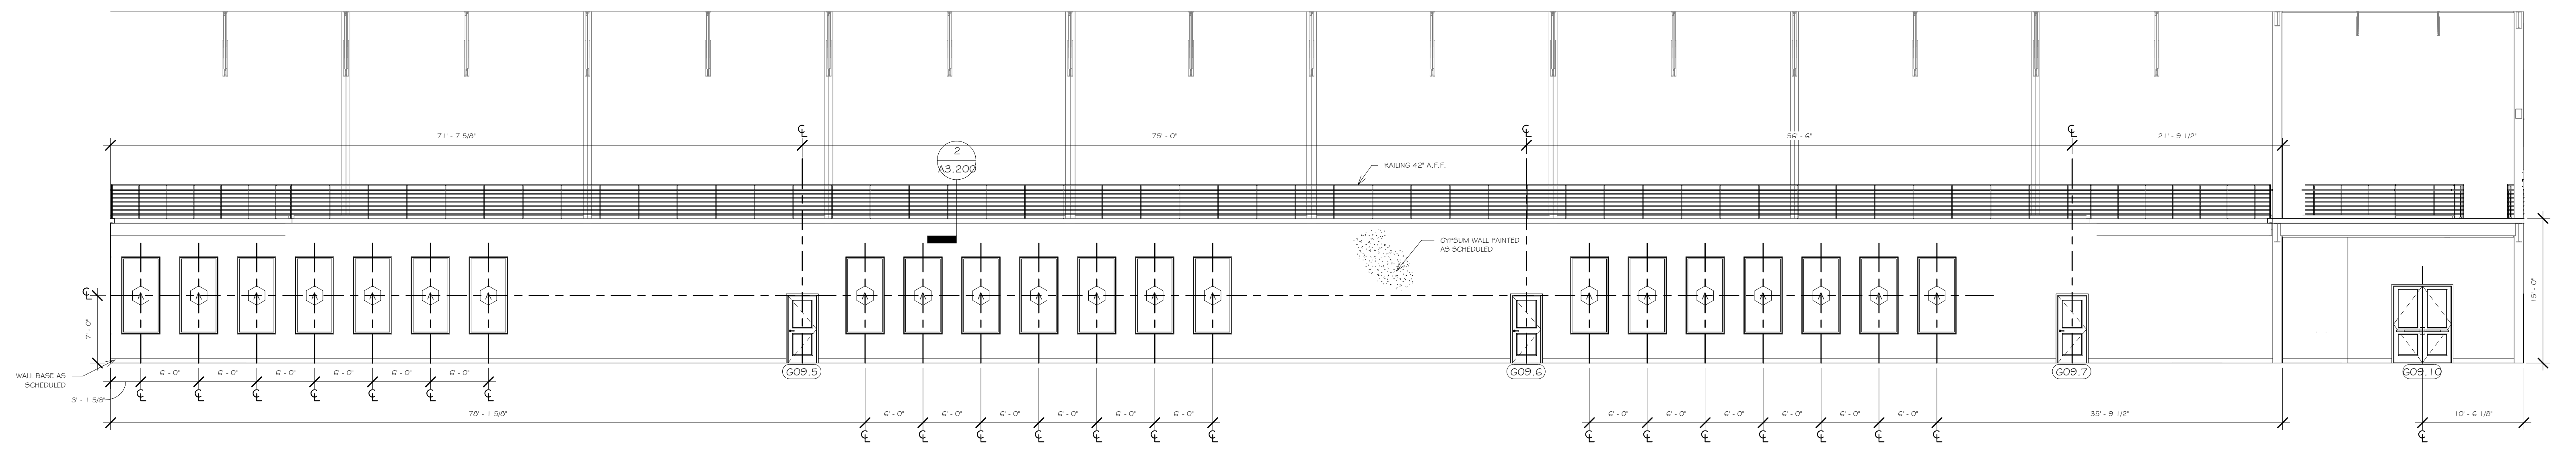 71' - 7 5/8"
75' - 0"
56' - 6"
21' - 9 1/2"
2
A3.200
RAILING 42" A.F.F.
GYPSUM WALL PAINTED
AS SCHEDULED
7' - 0"
15' - 0"
WALL BASE AS
SCHEDULED
6' - 0"
6' - 0"
6' - 0"
6' - 0"
6' - 0"
6' - 0"
G09.5
G09.6
G09.7
G09.10
3' - 1 5/8"
78' - 1 5/8"
6' - 0"
6' - 0"
6' - 0"
6' - 0"
6' - 0"
6' - 0"
6' - 0"
6' - 0"
6' - 0"
6' - 0"
6' - 0"
6' - 0"
35' - 9 1/2"
10' - 6 1/8"